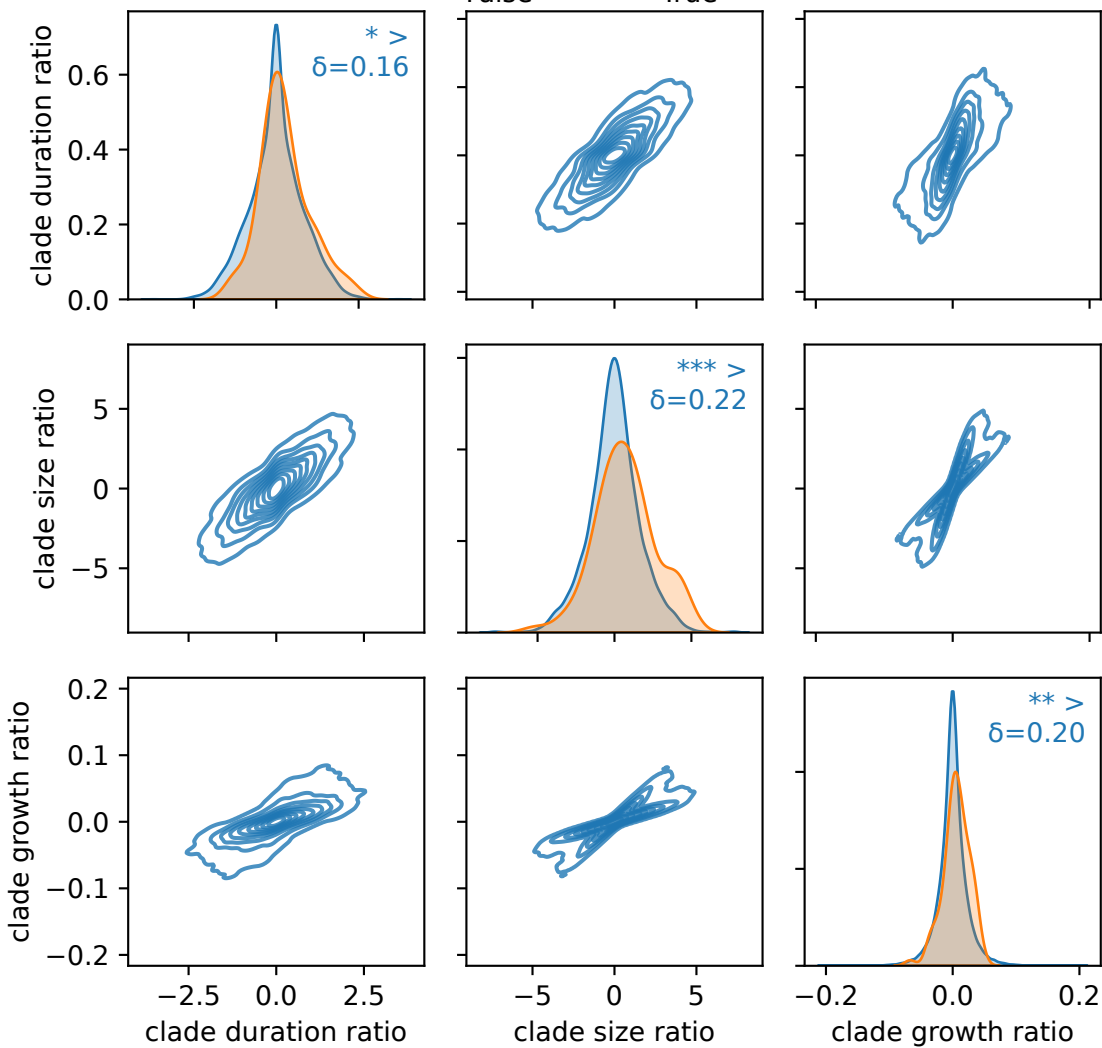 clade duration ratio
0.6
0.4
0.2
0.0
* >
δ=0.16
clade size ratio
5
0
−5
*** >
δ=0.22
clade growth ratio
0.2
0.1
0.0
−0.1
−0.2
** >
δ=0.20
−2.5 0.0 2.5
−5 0 5
−0.2 0.0 0.2
clade duration ratio
clade size ratio
clade growth ratio